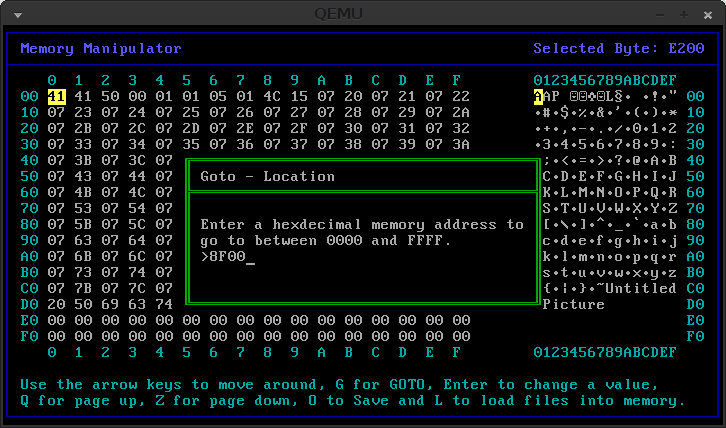 QEMU
Memory Manipulator Selected Byte: E200
0 1 2 3 4 5 6 7 8 9 A B C D E F 0123456789ABCDEF
00 41 41 50 00 01 01 05 01 4C 15 07 20 07 21 07 22 AAP ☺☺♣☺L§• •!•" 00
10 07 23 07 24 07 25 07 26 07 27 07 28 07 29 07 2A •#•$•%•&•'•(•)•* 10
20 07 2B 07 2C 07 2D 07 2E 07 2F 07 30 07 31 07 32 •+•,•-•.•/•0•1•2 20
30 07 33 07 34 07 35 07 36 07 37 07 38 07 39 07 3A •3•4•5•6•7•8•9•: 30
40 07 3B 07 3C 07 ;•<•=•>•?•@•A•B 40
50 07 43 07 44 07 Goto - Location C•D•E•F•G•H•I•J 50
60 07 4B 07 4C 07 K•L•M•N•O•P•Q•R 60
70 07 53 07 54 07 S•T•U•V•W•X•Y•Z 70
80 07 5B 07 5C 07 Enter a hexdecimal memory address to [•\•]•^•_•`•a•b 80
90 07 63 07 64 07 go to between 0000 and FFFF. c•d•e•f•g•h•i•j 90
A0 07 6B 07 6C 07 >8F00_ k•l•m•n•o•p•q•r A0
B0 07 73 07 74 07 s•t•u•v•w•x•y•z B0
C0 07 7B 07 7C 07 {•|•}•~Untitled C0
D0 20 50 69 63 74 Picture D0
E0 00 00 00 00 00 00 00 00 00 00 00 00 00 00 00 00 E0
F0 00 00 00 00 00 00 00 00 00 00 00 00 00 00 00 00 F0
0 1 2 3 4 5 6 7 8 9 A B C D E F 0123456789ABCDEF
Use the arrow keys to move around, G for GOTO, Enter to change a value,
Q for page up, Z for page down, O to Save and L to load files into memory.